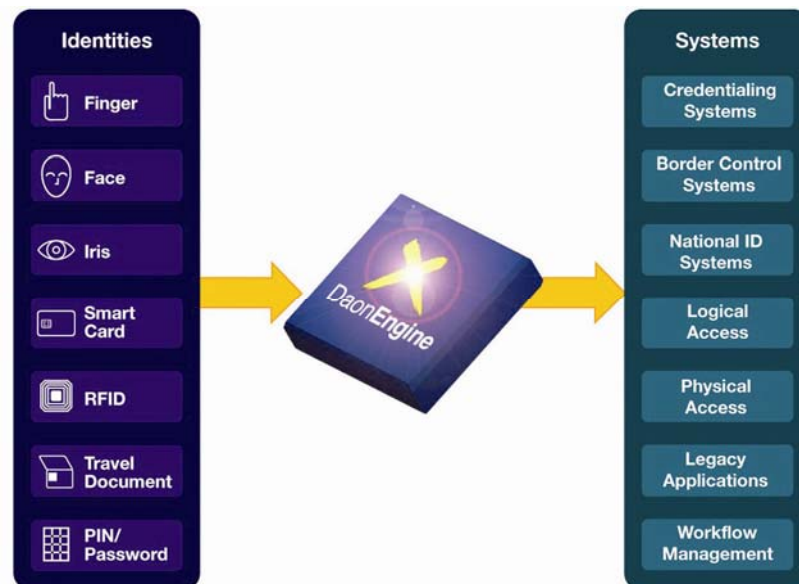 Identities
Finger
Face
Iris
Smart
Card
RFID
Travel
Document
PIN/
Password
DaonEngine
Systems
Credentialing
Systems
Border Control
Systems
National ID
Systems
Logical
Access
Physical
Access
Legacy
Applications
Workflow
Management